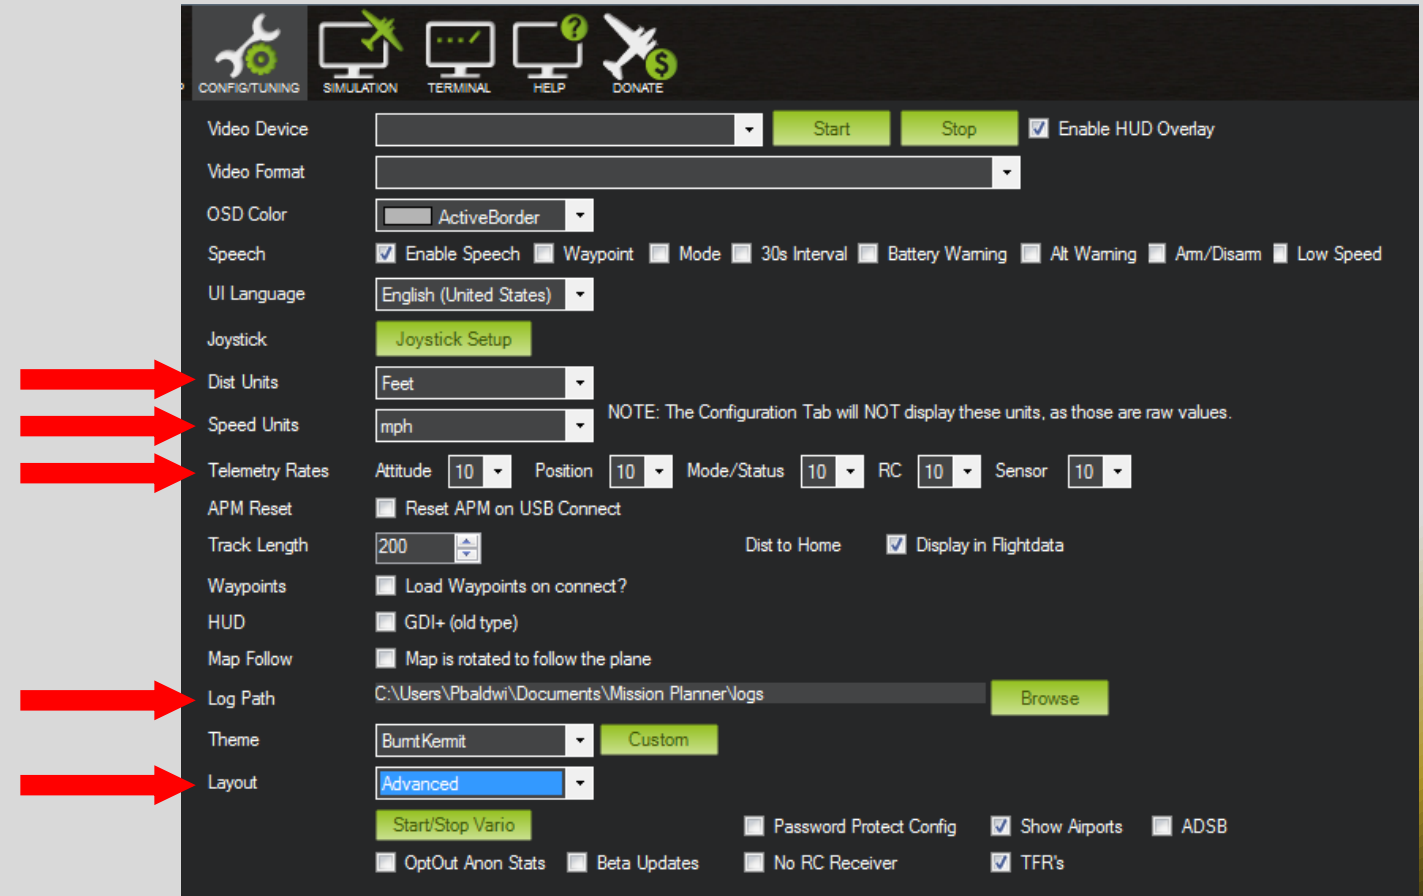 CONFIG/TUNING SIMULATION TERMINAL HELP DONATE
Video Device Start Stop Enable HUD Overlay
Video Format
OSD Color ActiveBorder
Speech Enable Speech Waypoint Mode 30s Interval Battery Warning Alt Warning Arm/Disarm Low Speed
UI Language English (United States)
Joystick Joystick Setup
Dist Units Feet
NOTE: The Configuration Tab will NOT display these units, as those are raw values.
Speed Units mph
Telemetry Rates Attitude 10 Position 10 Mode/Status 10 RC 10 Sensor 10
APM Reset Reset APM on USB Connect
Track Length 200 Dist to Home Display in Flightdata
Waypoints Load Waypoints on connect?
HUD GDI+ (old type)
Map Follow Map is rotated to follow the plane
Log Path C:\Users\Pbaldwi\Documents\Mission Planner\logs Browse
Theme BurntKermit Custom
Layout Advanced
Start/Stop Vario Password Protect Config Show Airports ADSB
OptOut Anon Stats Beta Updates No RC Receiver TFR's